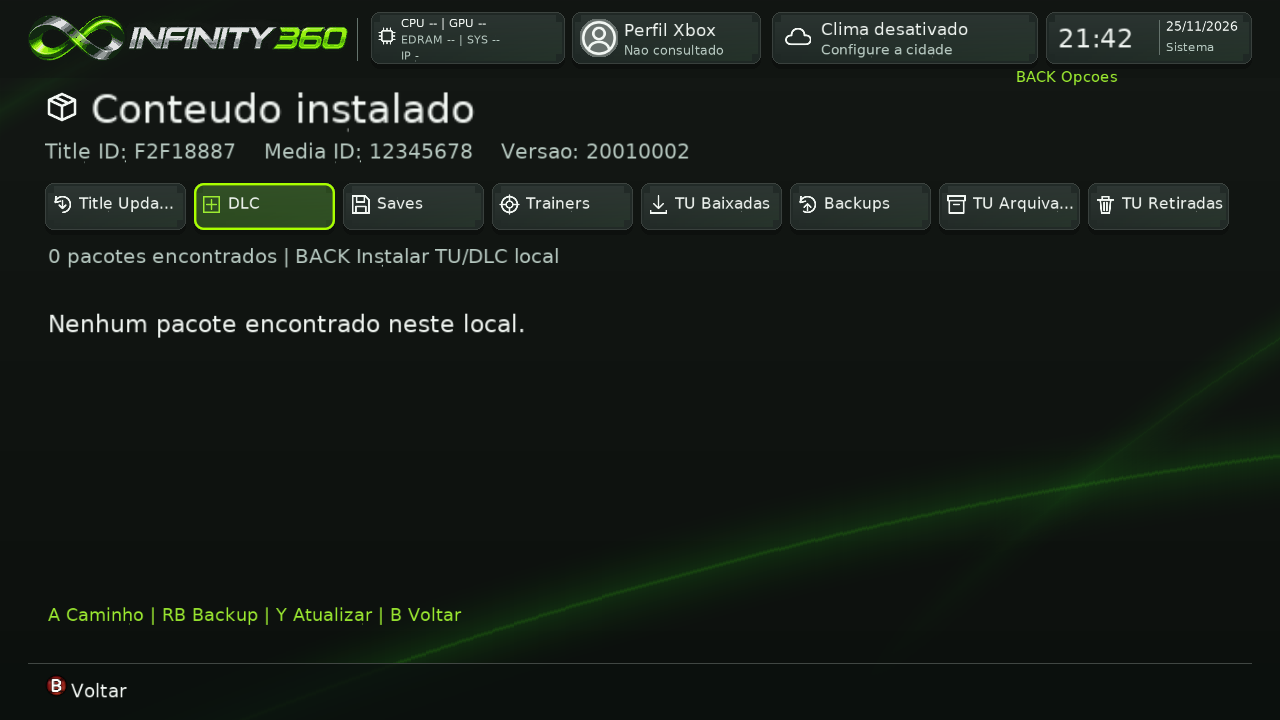 INFINITY 360
CPU -- | GPU --
EDRAM -- | SYS --
IP -
Perfil Xbox
Nao consultado
Clima desativado
Configure a cidade
21:42
25/11/2026
Sistema
BACK Opcoes
Conteudo instalado
Title ID: F2F18887 Media ID: 12345678 Versao: 20010002
Title Upda...
DLC
Saves
Trainers
TU Baixadas
Backups
TU Arquiva...
TU Retiradas
0 pacotes encontrados | BACK Instalar TU/DLC local
Nenhum pacote encontrado neste local.
A Caminho | RB Backup | Y Atualizar | B Voltar
B Voltar